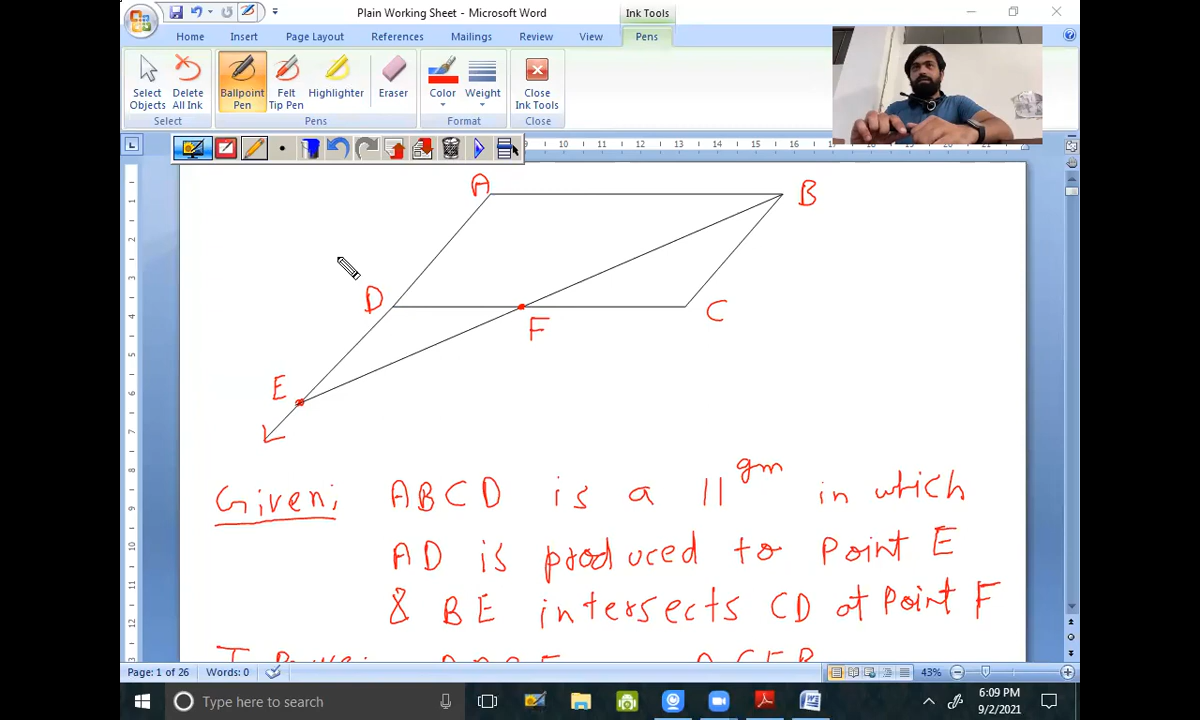 Plain Working Sheet - Microsoft Word
Ink Tools
Home Insert Page Layout References Mailings Review View Pens
Select Objects
Delete All Ink
Ballpoint Pen
Felt Tip Pen
Highlighter
Eraser
Color
Weight
Close Ink Tools
Select Pens Format Close
A
B
D
F
C
E
Given: ABCD is a 11gm in which
AD is produced to point E
& BE intersects CD at point F
Page: 1 of 26 Words: 0 43%
Type here to search
6:09 PM
9/2/2021